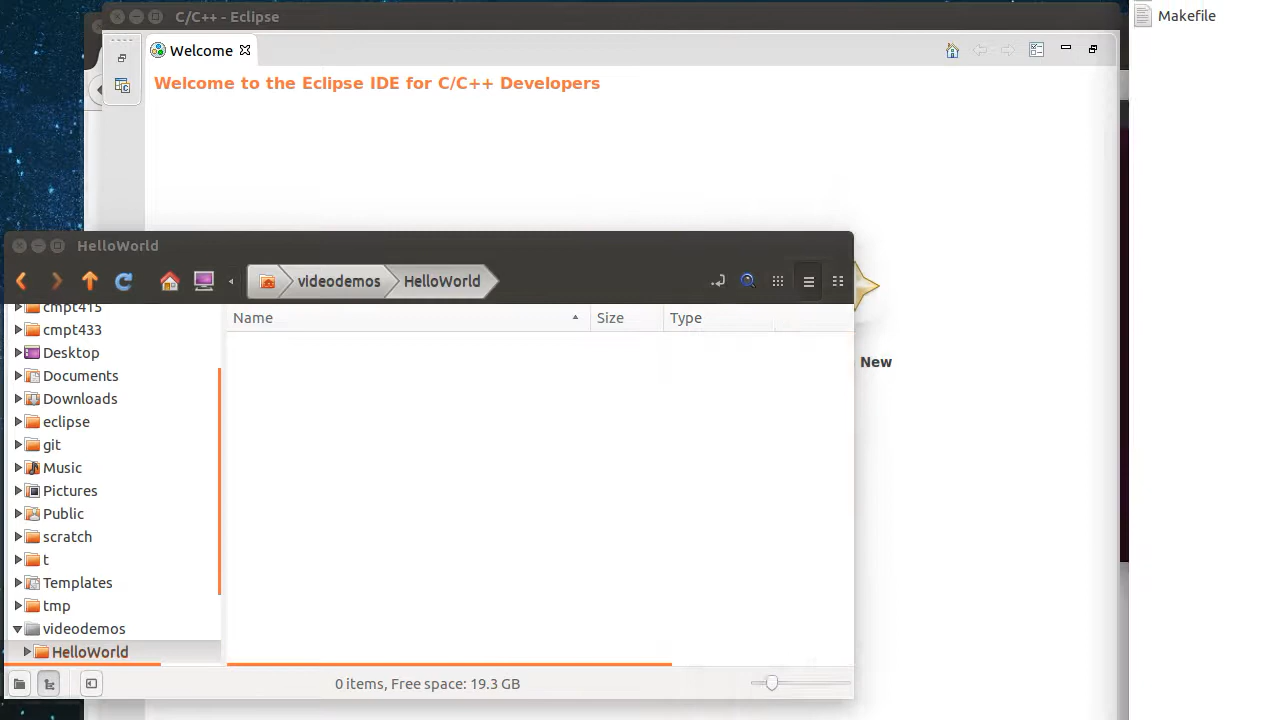 C/C++ - Eclipse
Makefile
Welcome
Welcome to the Eclipse IDE for C/C++ Developers
HelloWorld
videodemos HelloWorld
Name Size Type
cmpt415
cmpt433
Desktop
New
Documents
Downloads
eclipse
git
Music
Pictures
Public
scratch
t
Templates
tmp
videodemos
HelloWorld
0 items, Free space: 19.3 GB